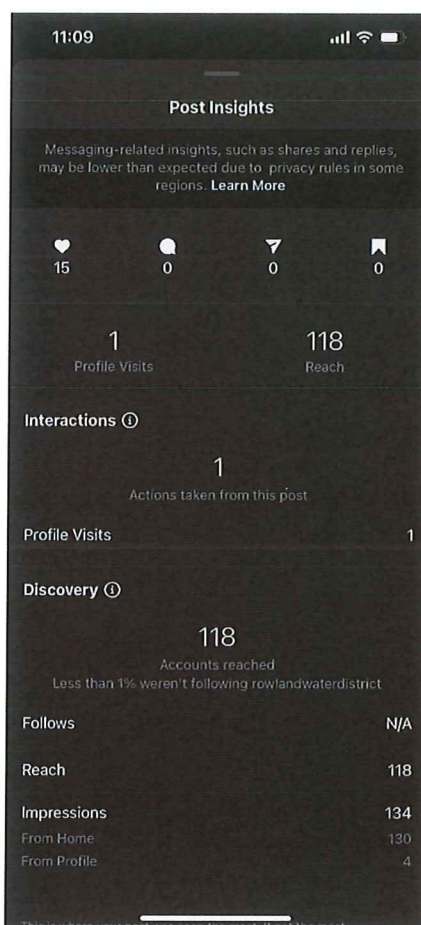 11:09
Post Insights
Messaging-related insights, such as shares and replies,
may be lower than expected due to privacy rules in some
regions. Learn More
15 0 0 0
1 118
Profile Visits Reach
Interactions
1
Actions taken from this post
Profile Visits 1
Discovery
118
Accounts reached
Less than 1% weren't following rowlandwaterdistrict
Follows N/A
Reach 118
Impressions 134
From Home 130
From Profile 4